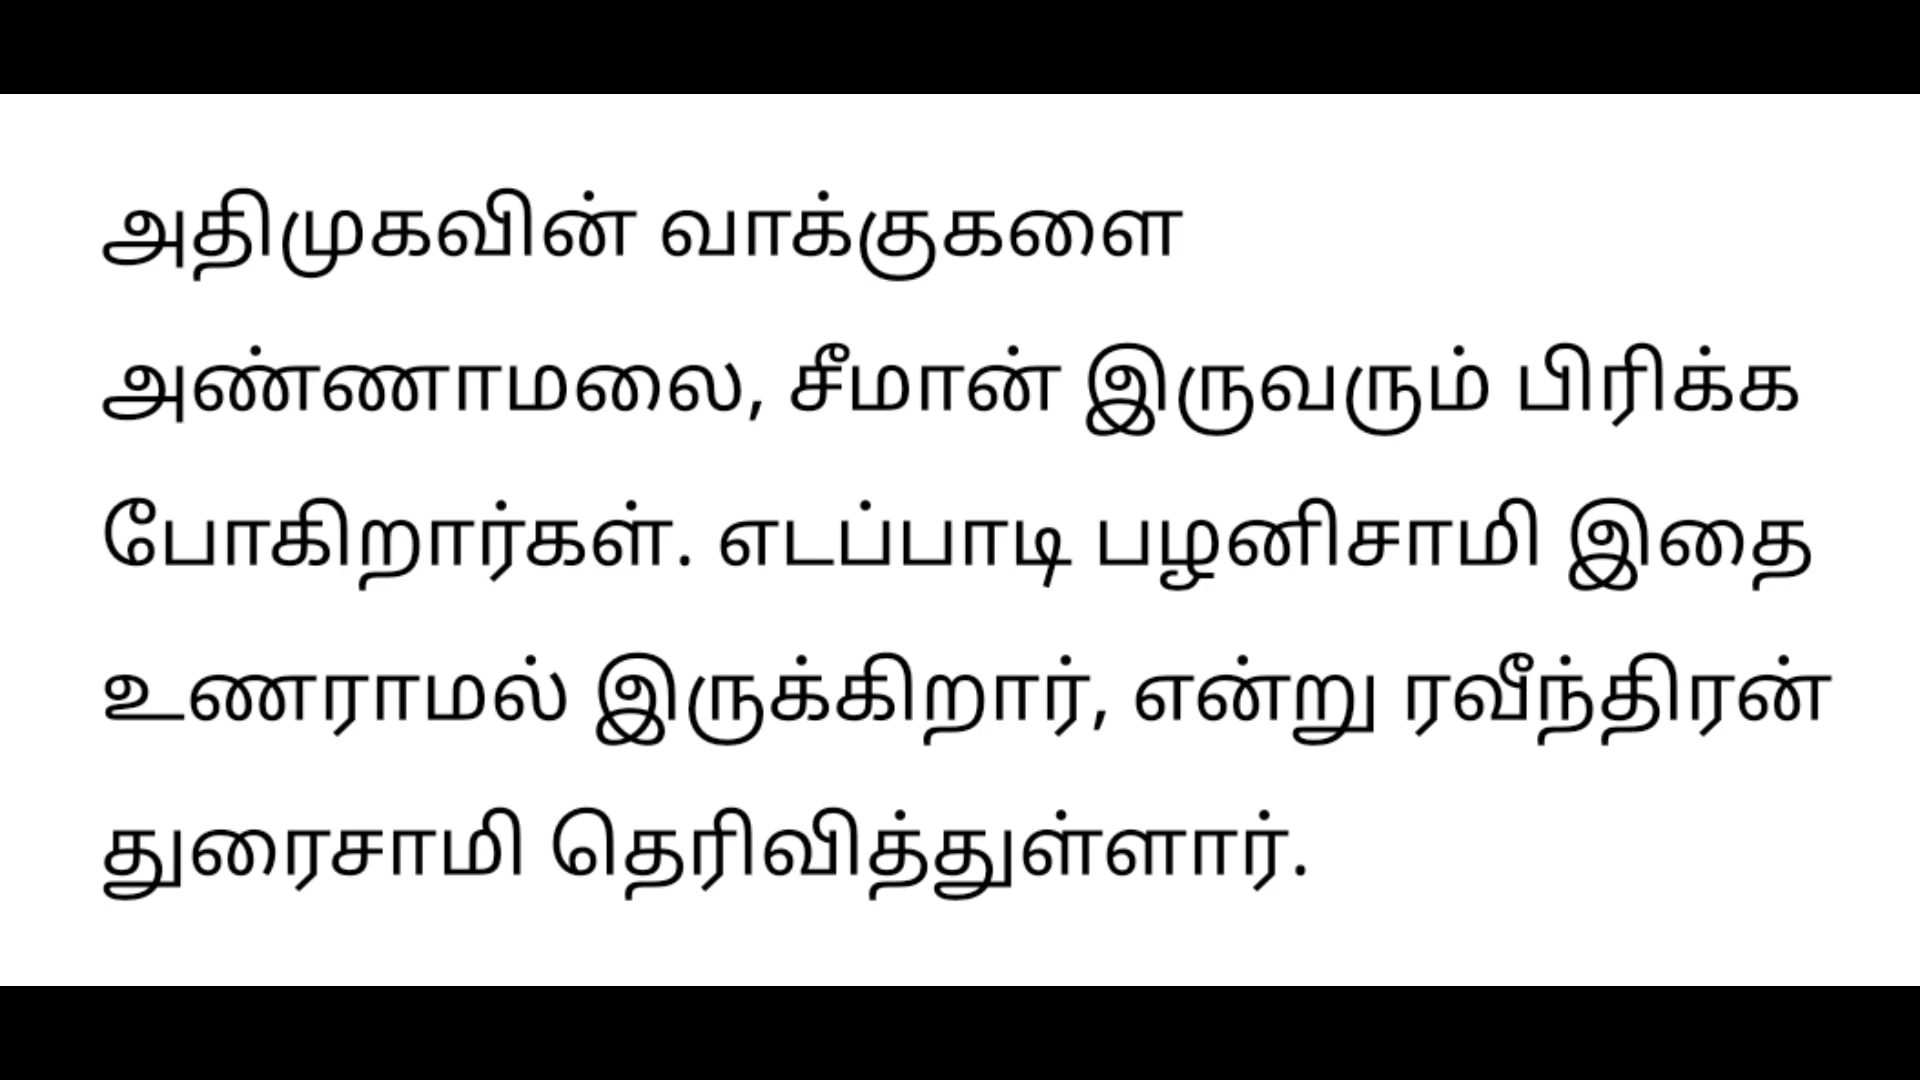 அதிமுகவின் வாக்குகளை
அண்ணாமலை, சீமான் இருவரும் பிரிக்க
போகிறார்கள். எடப்பாடி பழனிசாமி இதை
உணராமல் இருக்கிறார், என்று ரவீந்திரன்
துரைசாமி தெரிவித்துள்ளார்.